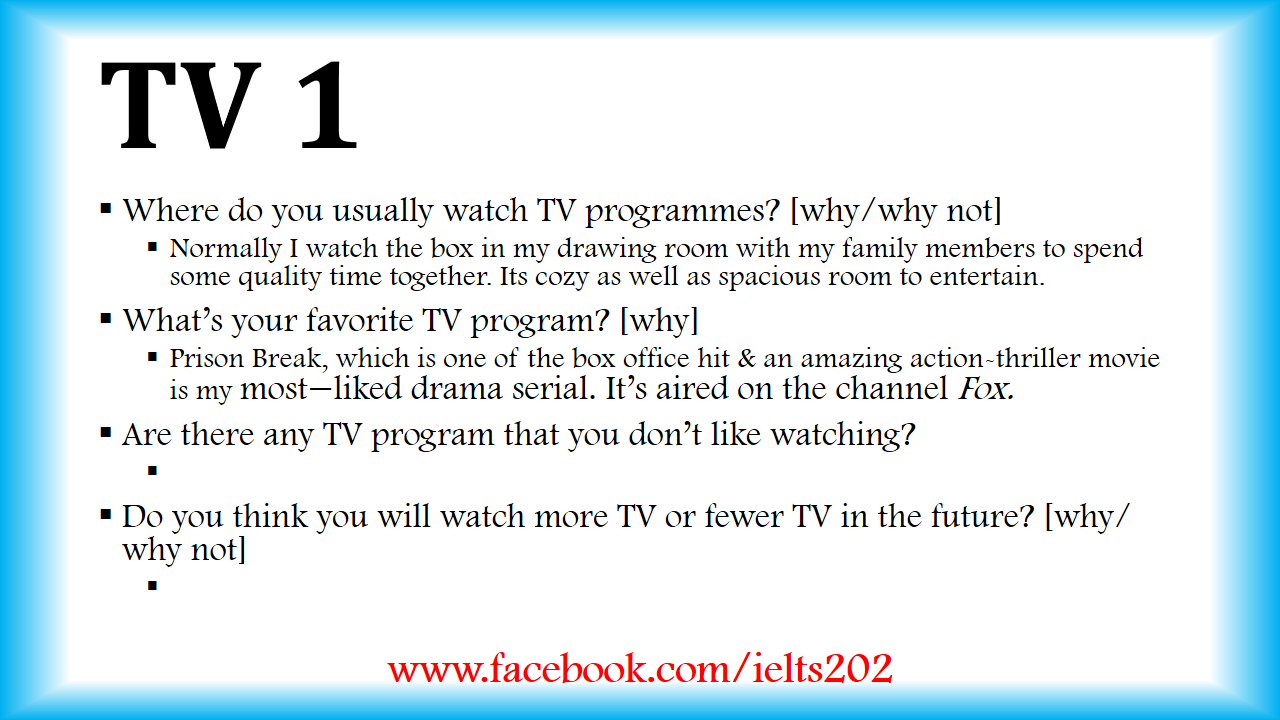 TV 1
▪ Where do you usually watch TV programmes? [why/why not]
▪ Normally I watch the box in my drawing room with my family members to spend
some quality time together. Its cozy as well as spacious room to entertain.
▪ What's your favorite TV program? [why]
▪ Prison Break, which is one of the box office hit & an amazing action-thriller movie
is my most–liked drama serial. It's aired on the channel Fox.
▪ Are there any TV program that you don't like watching?
▪
▪ Do you think you will watch more TV or fewer TV in the future? [why/
why not]
▪
www.facebook.com/ielts202